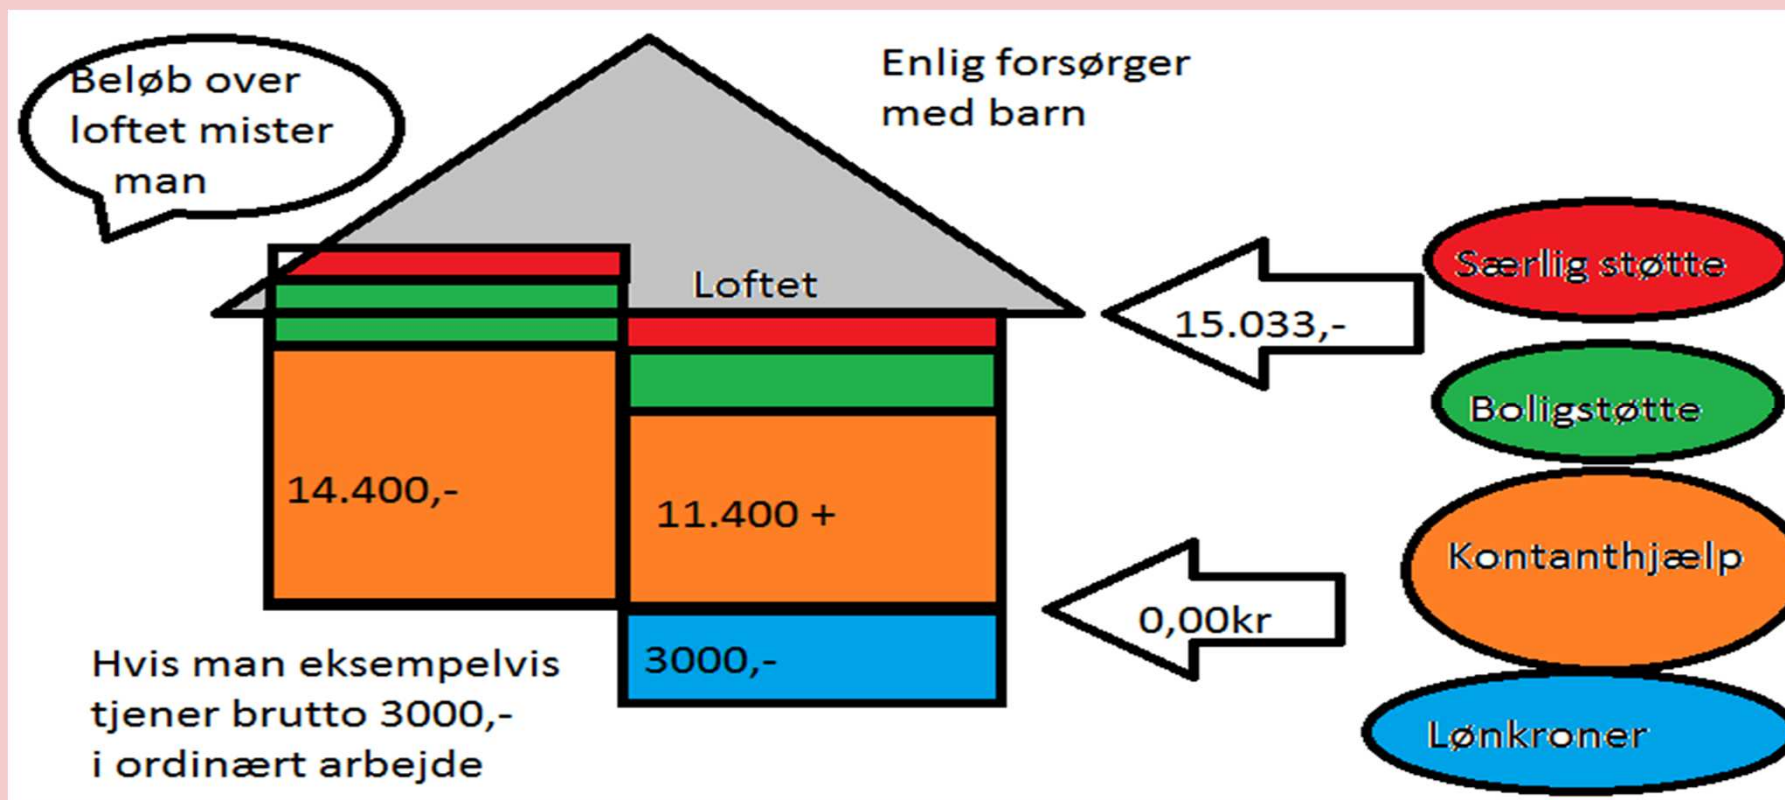 Beløb over
loftet mister
man
Enlig forsørger
med barn
Loftet
15.033,-
Særlig støtte
Boligstøtte
14.400,-
11.400 +
Kontanthjælp
0,00kr
3000,-
Lønkroner
Hvis man eksempelvis
tjener brutto 3000,-
i ordinært arbejde